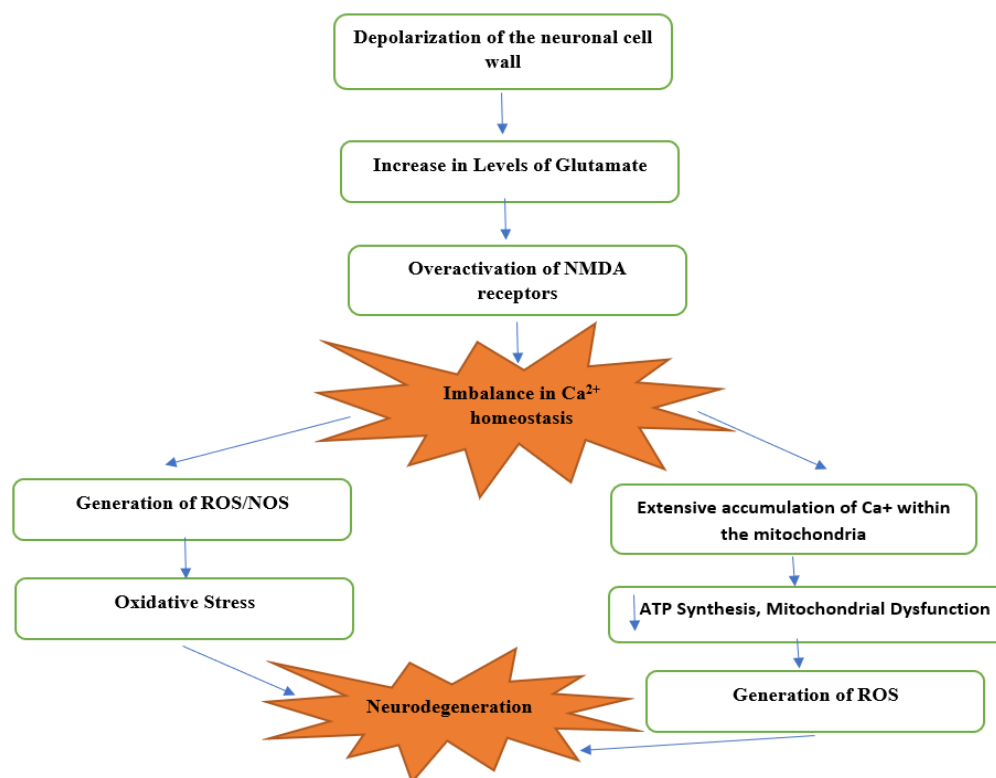 Depolarization of the neuronal cell
wall
Increase in Levels of Glutamate
Overactivation of NMDA
receptors
Imbalance in Ca²⁺
homeostasis
Generation of ROS/NOS
Oxidative Stress
Extensive accumulation of Ca+ within
the mitochondria
ATP Synthesis, Mitochondrial Dysfunction
Generation of ROS
Neurodegeneration